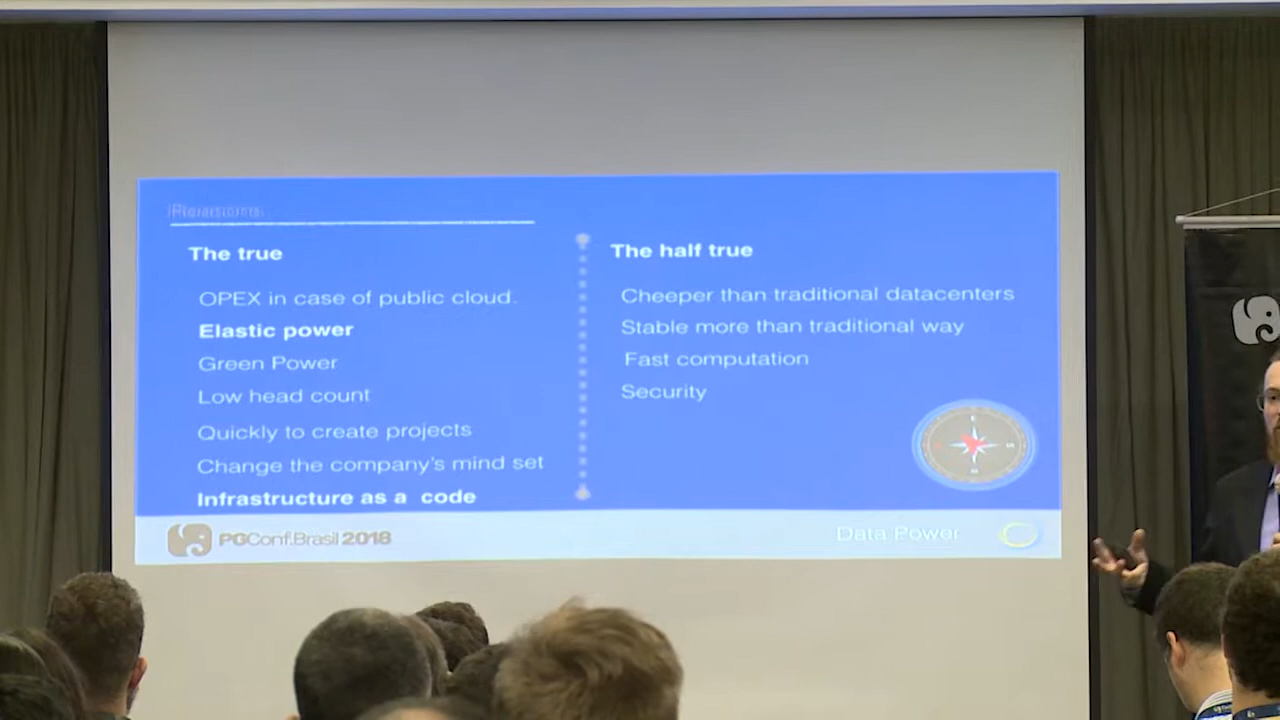 Reasons
The true
OPEX in case of public cloud.
Elastic power
Green Power
Low head count
Quickly to create projects
Change the company's mind set
Infrastructure as a code
The half true
Cheeper than traditional datacenters
Stable more than traditional way
Fast computation
Security
PGConf.Brasil 2018
Data Power